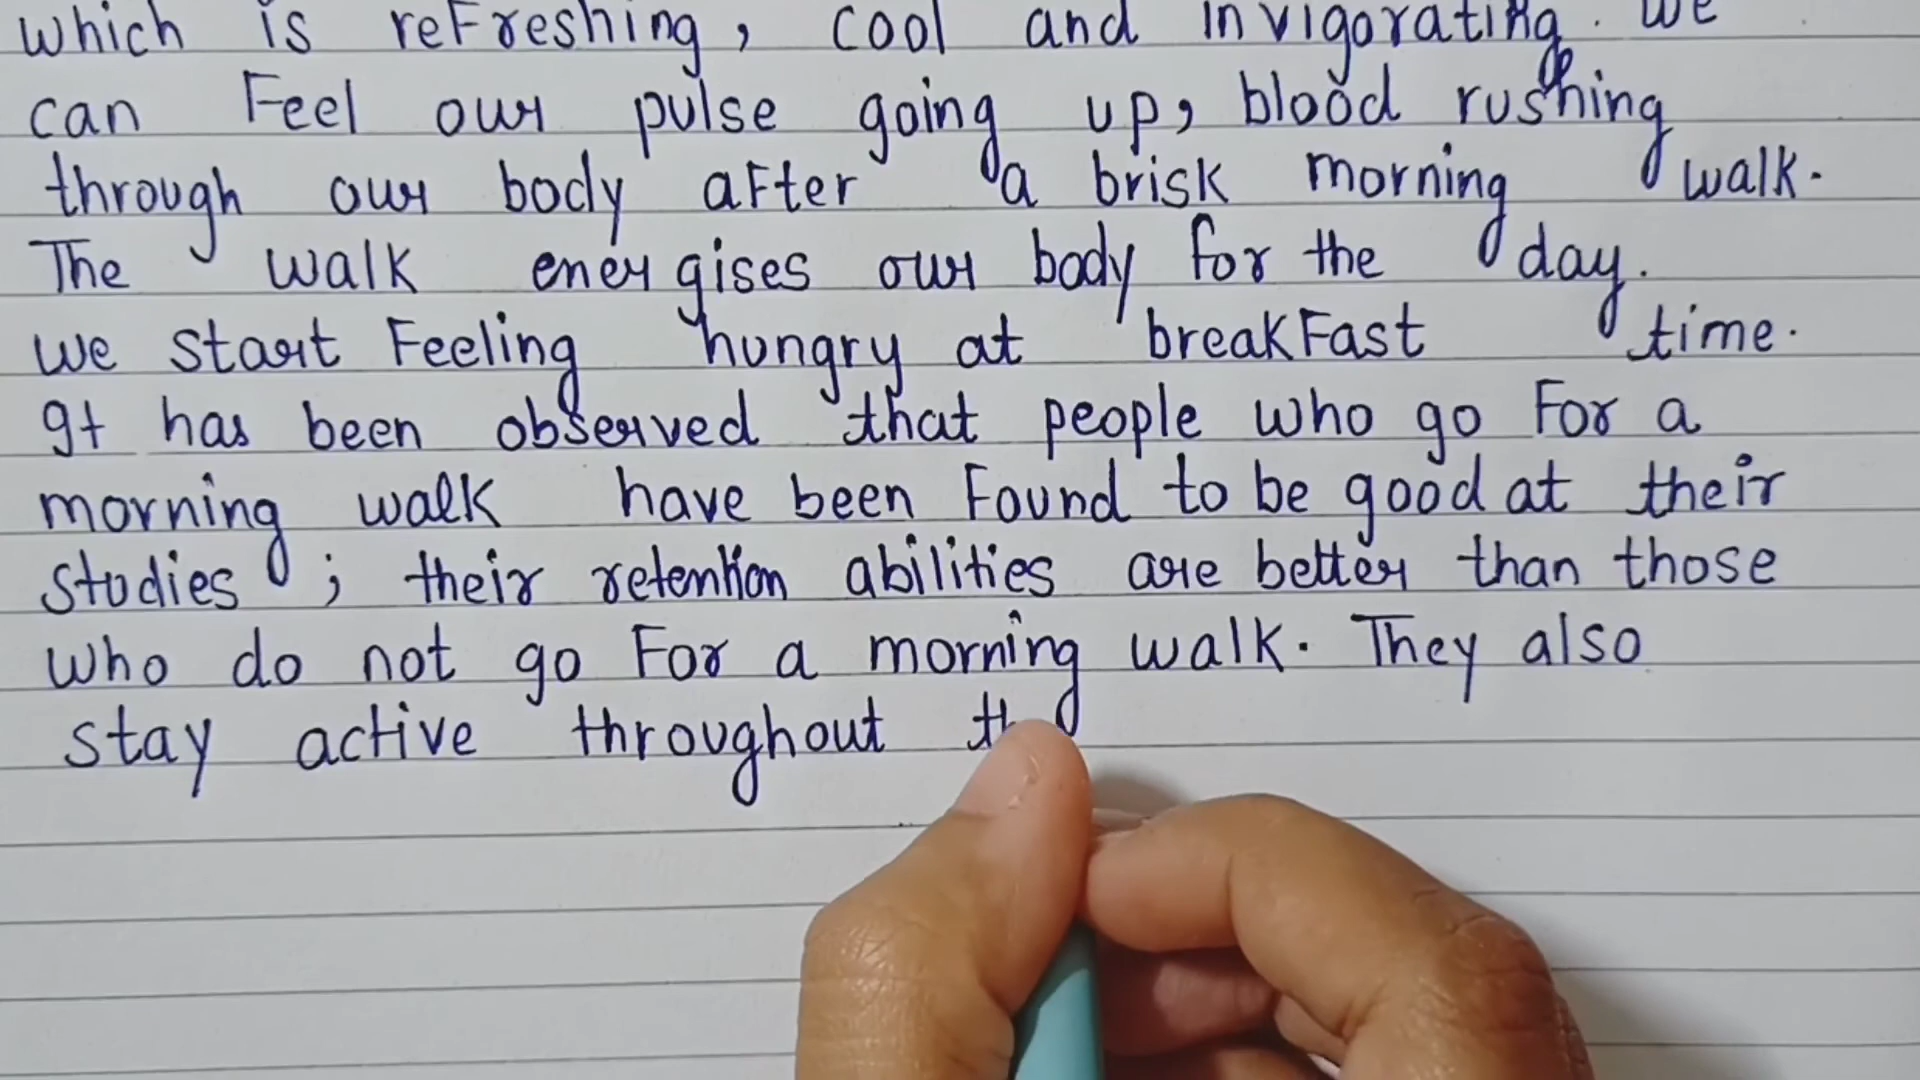 which is refreshing, cool and invigorating. We
can Feel our pulse going up, blood rushing
through our body after a brisk morning walk.
The walk energises our body for the day.
We start Feeling hungry at breakfast time.
It has been observed that people who go For a
morning walk have been Found to be good at their
studies ; their retention abilities are better than those
who do not go For a morning walk. They also
stay active throughout